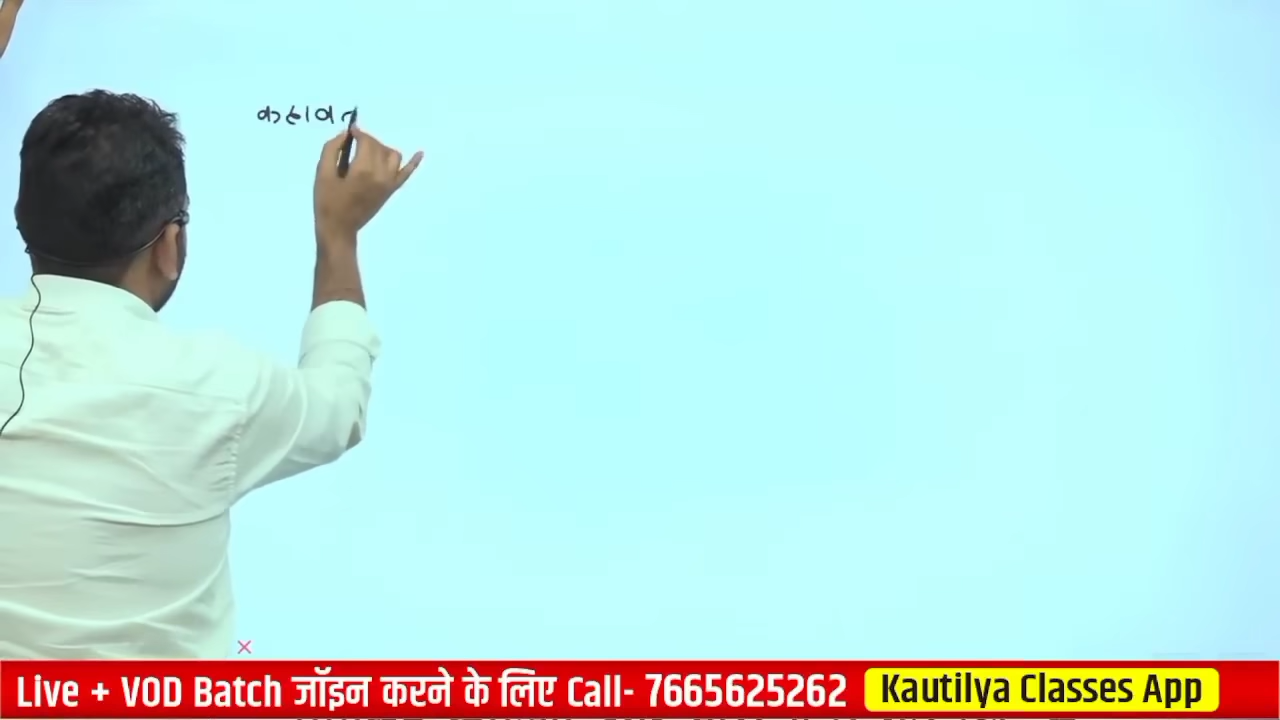 कहावत
Live + VOD Batch जॉइन करने के लिए Call- 7665625262
Kautilya Classes App